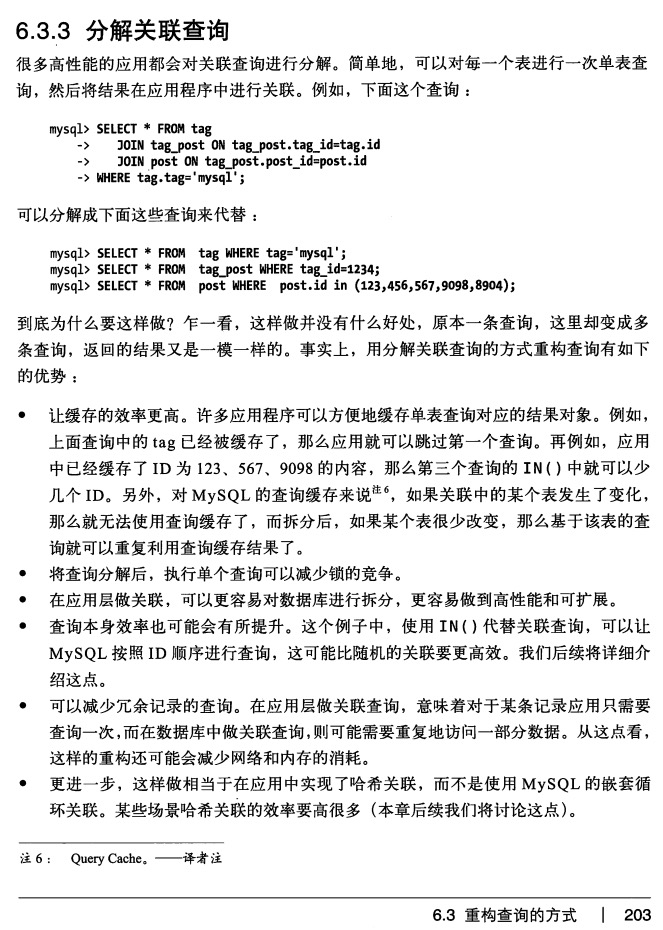 6.3.3 分解关联查询
很多高性能的应用都会对关联查询进行分解。简单地，可以对每一个表进行一次单表查
询，然后将结果在应用程序中进行关联。例如，下面这个查询：
mysql> SELECT * FROM tag
-> JOIN tag_post ON tag_post.tag_id=tag.id
-> JOIN post ON tag_post.post_id=post.id
-> WHERE tag.tag='mysql';
可以分解成下面这些查询来代替：
mysql> SELECT * FROM tag WHERE tag='mysql';
mysql> SELECT * FROM tag_post WHERE tag_id=1234;
mysql> SELECT * FROM post WHERE post.id in (123,456,567,9098,8904);
到底为什么要这样做？乍一看，这样做并没有什么好处，原本一条查询，这里却变成多
条查询，返回的结果又是一模一样的。事实上，用分解关联查询的方式重构查询有如下
的优势：
• 让缓存的效率更高。许多应用程序可以方便地缓存单表查询对应的结果对象。例如，
上面查询中的 tag 已经被缓存了，那么应用就可以跳过第一个查询。再例如，应用
中已经缓存了 ID 为 123、567、9098 的内容，那么第三个查询的 IN() 中就可以少
几个 ID。另外，对 MySQL 的查询缓存来说注6，如果关联中的某个表发生了变化，
那么就无法使用查询缓存了，而拆分后，如果某个表很少改变，那么基于该表的查
询就可以重复利用查询缓存结果了。
• 将查询分解后，执行单个查询可以减少锁的竞争。
• 在应用层做关联，可以更容易对数据库进行拆分，更容易做到高性能和可扩展。
• 查询本身效率也可能会有所提升。这个例子中，使用 IN() 代替关联查询，可以让
MySQL 按照 ID 顺序进行查询，这可能比随机的关联要更高效。我们后续将详细介
绍这点。
• 可以减少冗余记录的查询。在应用层做关联查询，意味着对于某条记录应用只需要
查询一次，而在数据库中做关联查询，则可能需要重复地访问一部分数据。从这点看，
这样的重构还可能会减少网络和内存的消耗。
• 更进一步，这样做相当于在应用中实现了哈希关联，而不是使用 MySQL 的嵌套循
环关联。某些场景哈希关联的效率要高很多（本章后续我们将讨论这点）。
注 6： Query Cache。——译者注
6.3 重构查询的方式 | 203